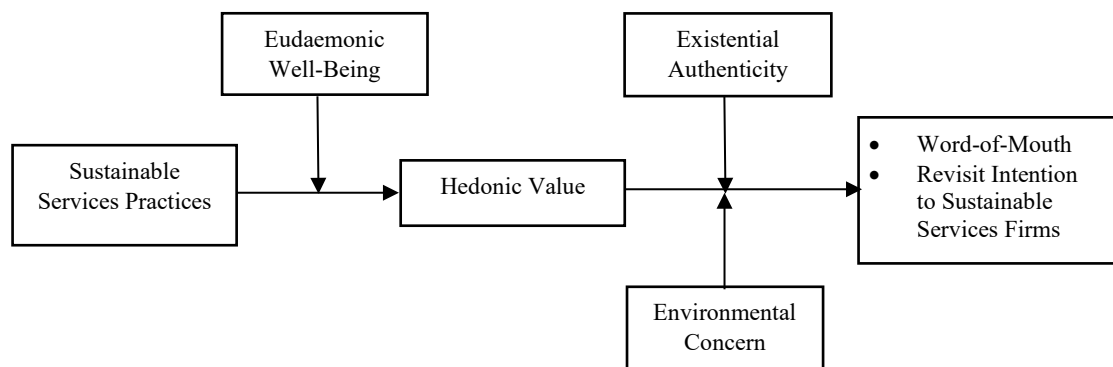 Eudaemonic
Well-Being
Existential
Authenticity
Sustainable
Services Practices
Hedonic Value
• Word-of-Mouth
• Revisit Intention
to Sustainable
Services Firms
Environmental
Concern